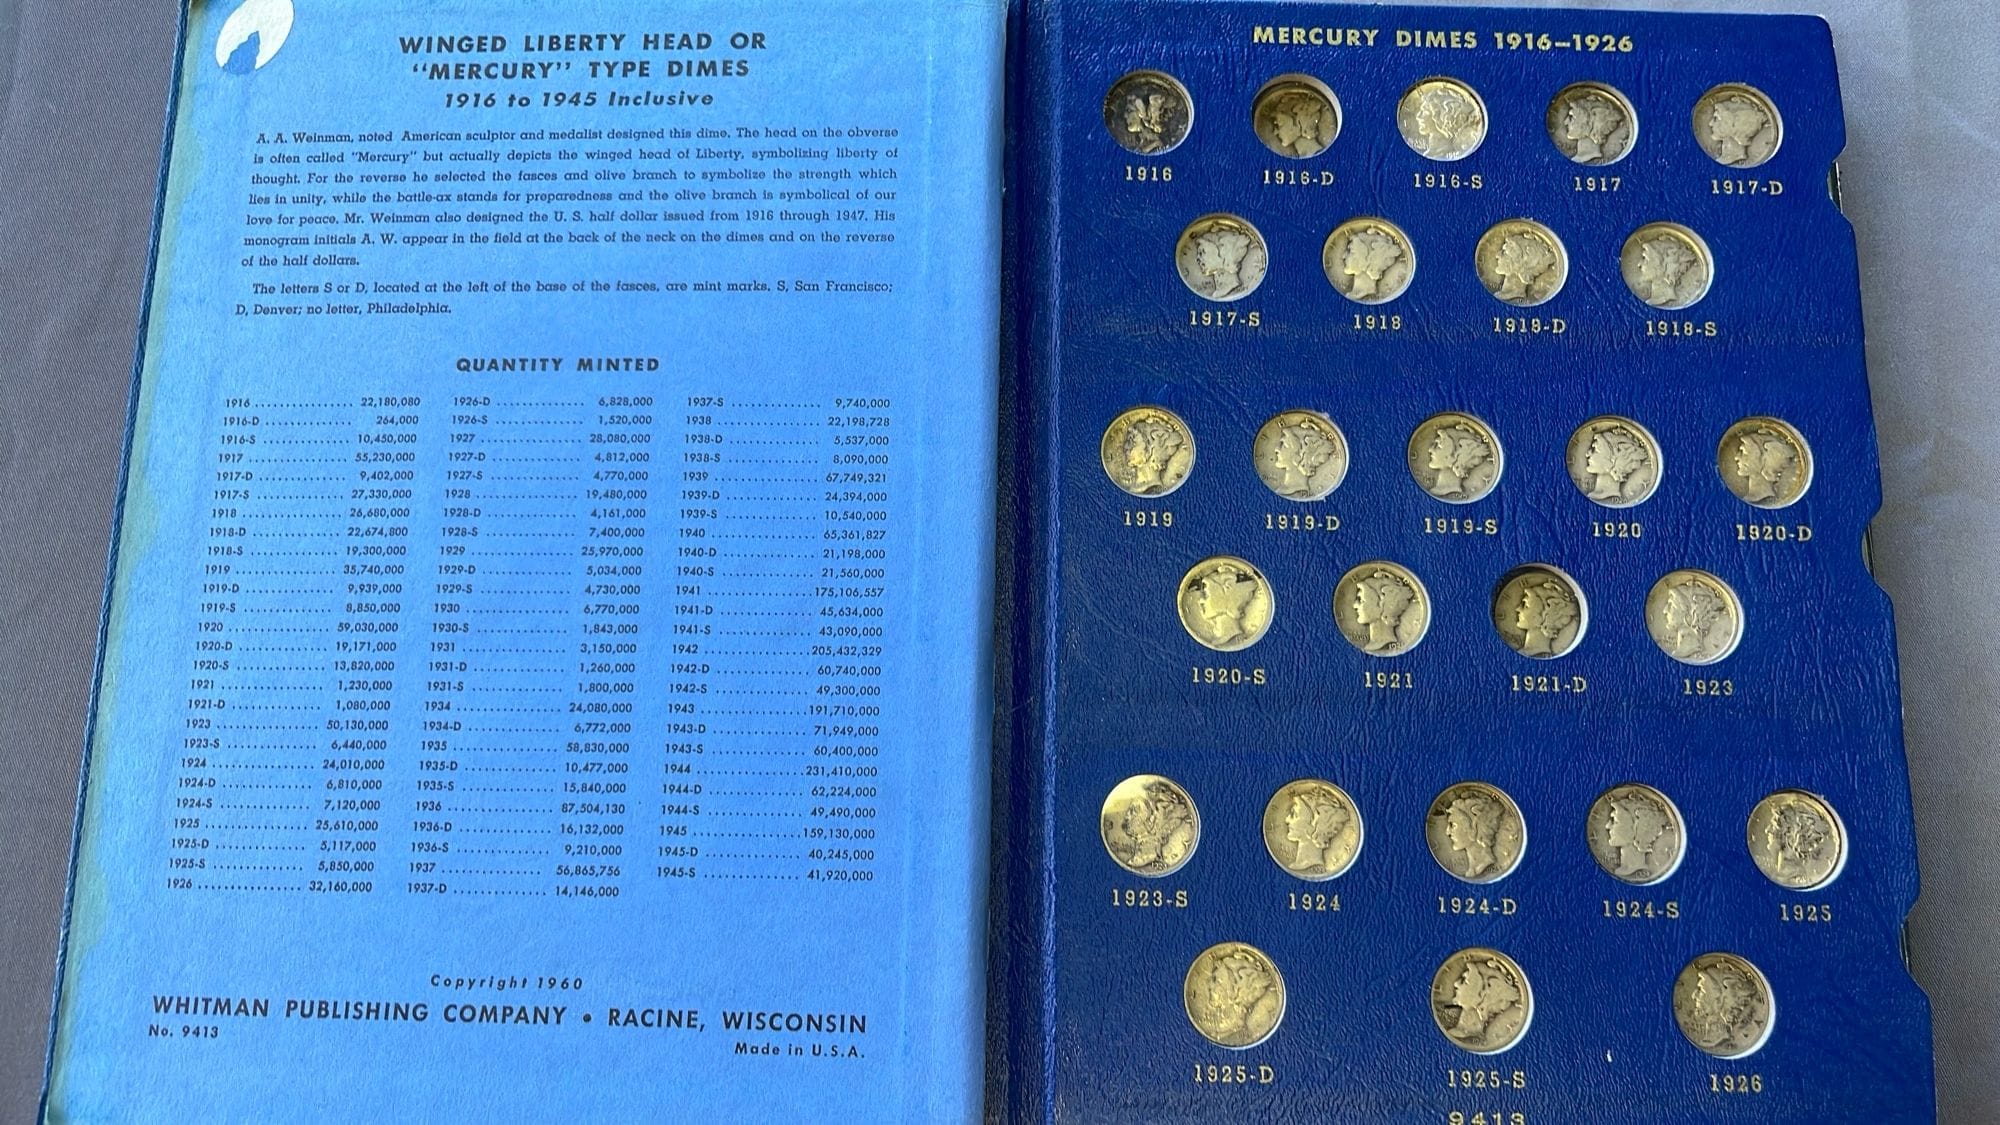 WINGED LIBERTY HEAD OR
"MERCURY" TYPE DIMES
1916 to 1945 Inclusive
A. A. Weinman, noted American sculptor and medalist designed this dime. The head on the obverse
is often called "Mercury" but actually depicts the winged head of Liberty, symbolizing liberty of
thought. For the reverse he selected the fasces and olive branch to symbolize the strength which
lies in unity, while the battle-ax stands for preparedness and the olive branch is symbolical of our
love for peace. Mr. Weinman also designed the U. S. half dollar issued from 1916 through 1947. His
monogram initials A. W. appear in the field at the back of the neck on the dimes and on the reverse
of the half dollars.
The letters S or D, located at the left of the base of the fasces, are mint marks. S, San Francisco;
D, Denver; no letter, Philadelphia.
QUANTITY MINTED
1916 ................ 22,180,080
1916-D .............. 264,000
1916-S .............. 10,450,000
1917 ................ 55,230,000
1917-D .............. 9,402,000
1917-S .............. 27,330,000
1918 ................ 26,680,000
1918-D .............. 22,674,800
1918-S .............. 19,300,000
1919 ................ 35,740,000
1919-D .............. 9,939,000
1919-S .............. 8,850,000
1920 ................ 59,030,000
1920-D .............. 19,171,000
1920-S .............. 13,820,000
1921 ................ 1,230,000
1921-D .............. 1,080,000
1923 ................ 50,130,000
1923-S .............. 6,440,000
1924 ................ 24,010,000
1924-D .............. 6,810,000
1924-S .............. 7,120,000
1925 ................ 25,610,000
1925-D .............. 5,117,000
1925-S .............. 5,850,000
1926 ................ 32,160,000
1926-D .............. 6,828,000
1926-S .............. 1,520,000
1927 ................ 28,080,000
1927-D .............. 4,812,000
1927-S .............. 4,770,000
1928 ................ 19,480,000
1928-D .............. 4,161,000
1928-S .............. 7,400,000
1929 ................ 25,970,000
1929-D .............. 5,034,000
1929-S .............. 4,730,000
1930 ................ 6,770,000
1930-S .............. 1,843,000
1931 ................ 3,150,000
1931-D .............. 1,260,000
1931-S .............. 1,800,000
1934 ................ 24,080,000
1934-D .............. 6,772,000
1935 ................ 58,830,000
1935-D .............. 10,477,000
1935-S .............. 15,840,000
1936 ................ 87,504,130
1936-D .............. 16,132,000
1936-S .............. 9,210,000
1937 ................ 56,865,756
1937-D .............. 14,146,000
1937-S .............. 9,740,000
1938 ................ 22,198,728
1938-D .............. 5,537,000
1938-S .............. 8,090,000
1939 ................ 67,749,321
1939-D .............. 24,394,000
1939-S .............. 10,540,000
1940 ................ 65,361,827
1940-D .............. 21,198,000
1940-S .............. 21,560,000
1941 ................ 175,106,557
1941-D .............. 45,634,000
1941-S .............. 43,090,000
1942 ................ 205,432,329
1942-D .............. 60,740,000
1942-S .............. 49,300,000
1943 ................ 191,710,000
1943-D .............. 71,949,000
1943-S .............. 60,400,000
1944 ................ 231,410,000
1944-D .............. 62,224,000
1944-S .............. 49,490,000
1945 ................ 159,130,000
1945-D .............. 40,245,000
1945-S .............. 41,920,000
Copyright 1960
WHITMAN PUBLISHING COMPANY • RACINE, WISCONSIN
No. 9413
Made in U.S.A.
MERCURY DIMES 1916–1926
1916 1916-D 1916-S 1917 1917-D
1917-S 1918 1918-D 1918-S
1919 1919-D 1919-S 1920 1920-D
1920-S 1921 1921-D 1923
1923-S 1924 1924-D 1924-S 1925
1925-D 1925-S 1926
9413